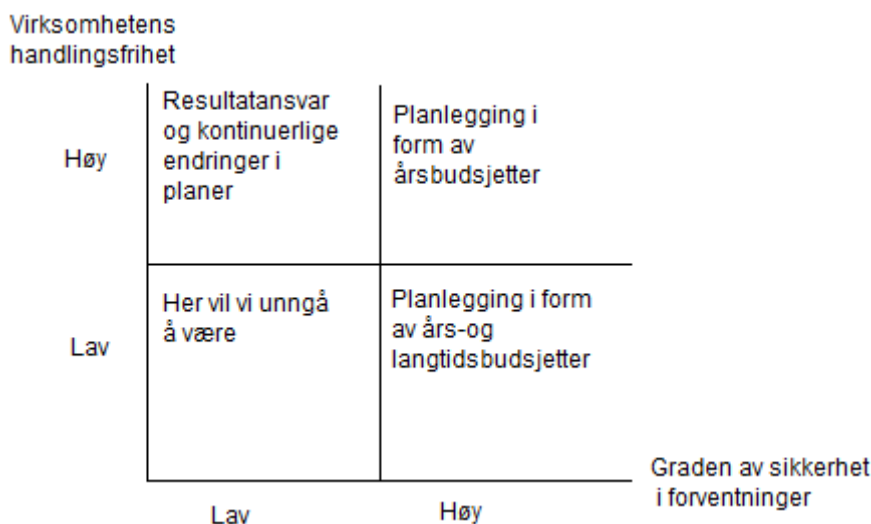 Virksomhetens
handlingsfrihet
Høy
Resultatansvar
og kontinuerlige
endringer i
planer
Planlegging i
form av
årsbudsjetter
Lav
Her vil vi unngå
å være
Planlegging i form
av års-og
langtidsbudsjetter
Lav
Høy
Graden av sikkerhet
i forventninger